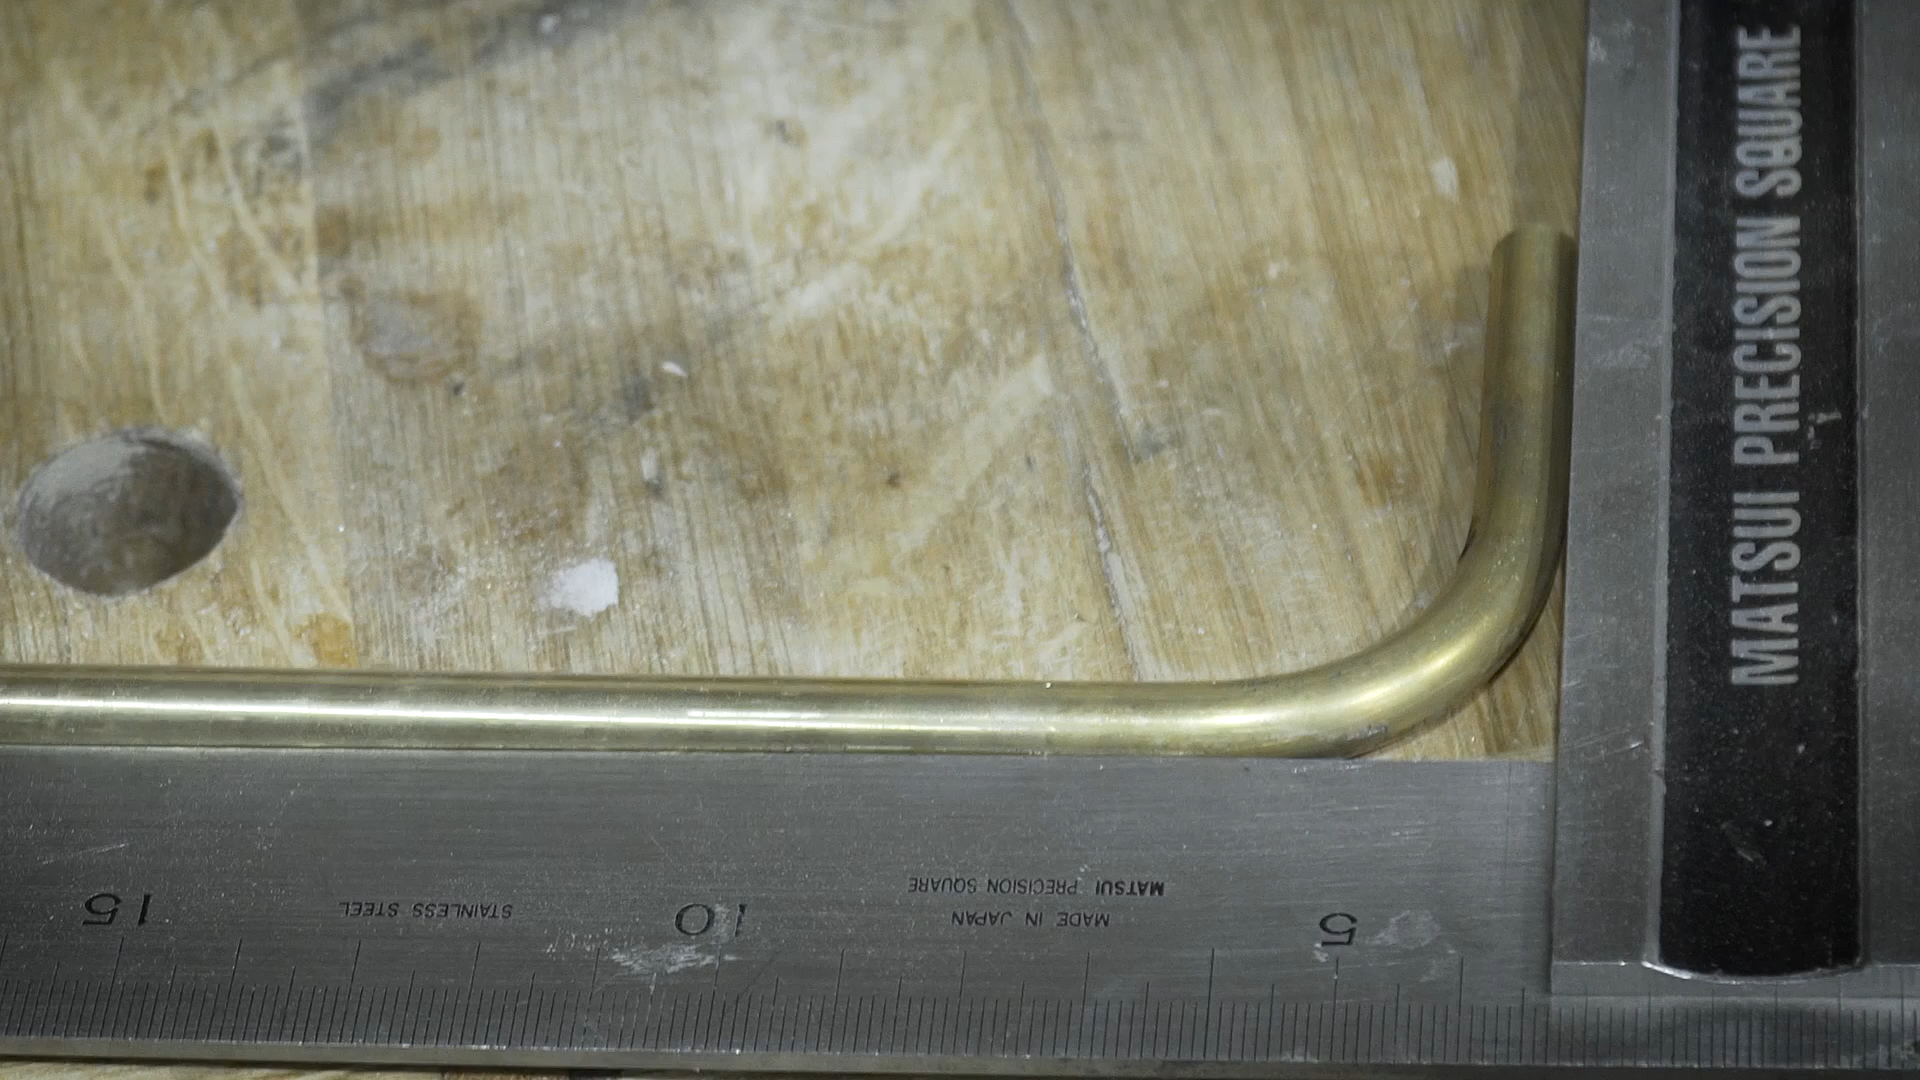 MATSUI PRECISION SQUARE
MATSUI PRECISION SQUARE
MADE IN JAPAN
STAINLESS STEEL
5
10
15